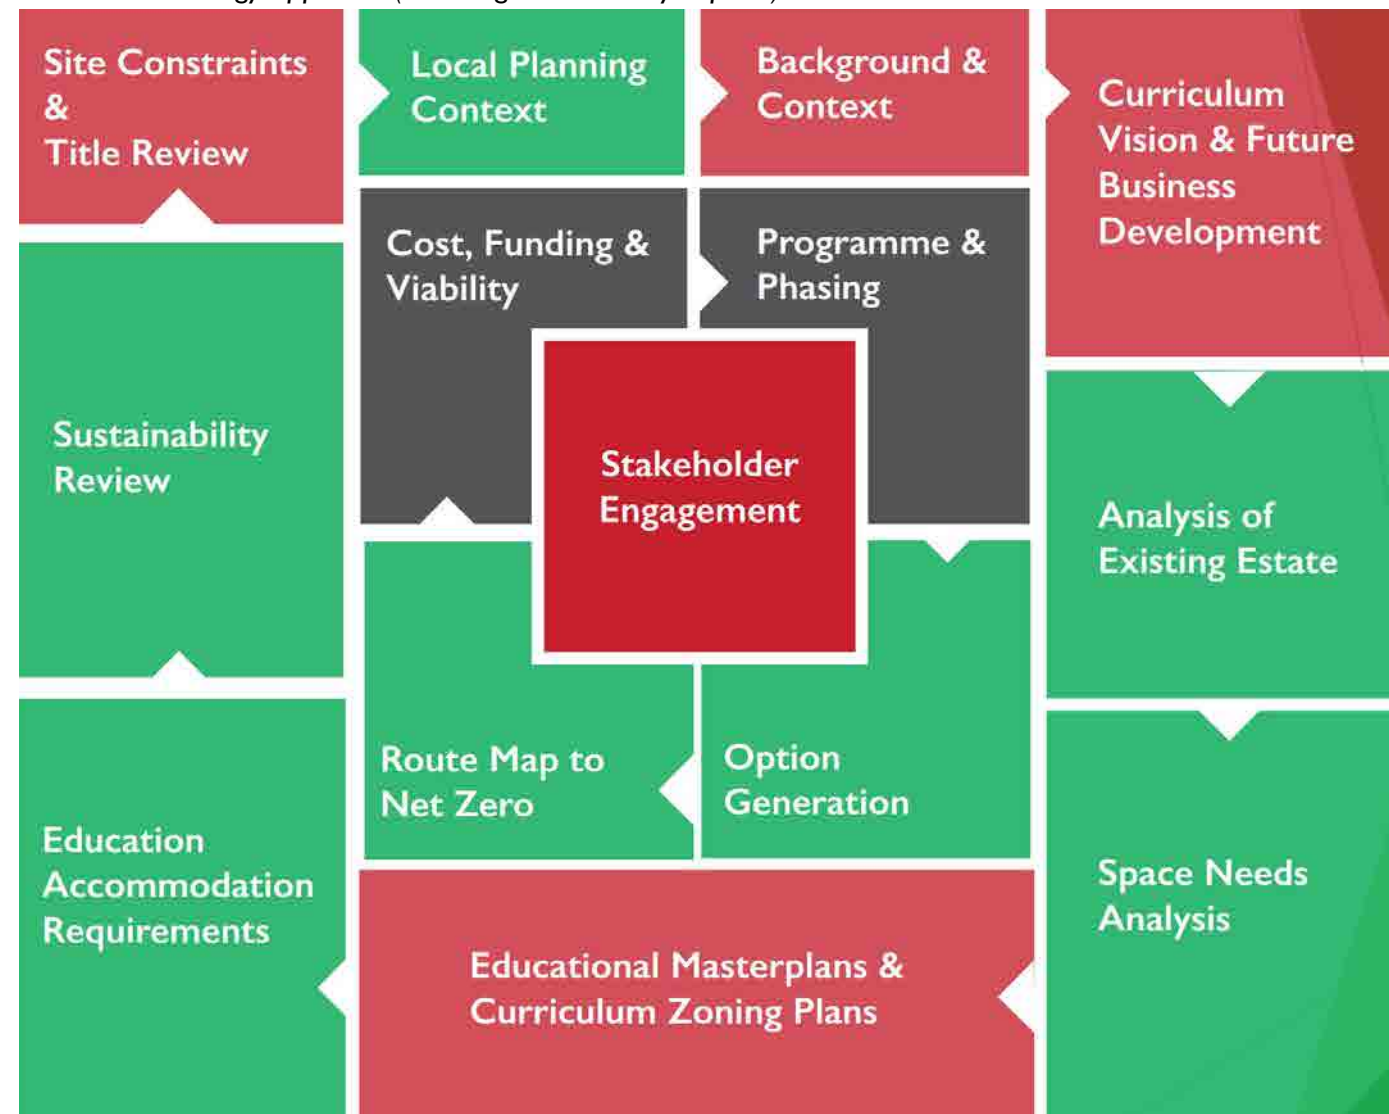 Site Constraints
&
Title Review
Local Planning
Context
Background &
Context
Curriculum
Vision & Future
Business
Development
Cost, Funding &
Viability
Programme &
Phasing
Sustainability
Review
Stakeholder
Engagement
Analysis of
Existing Estate
Route Map to
Net Zero
Option
Generation
Education
Accommodation
Requirements
Space Needs
Analysis
Educational Masterplans &
Curriculum Zoning Plans